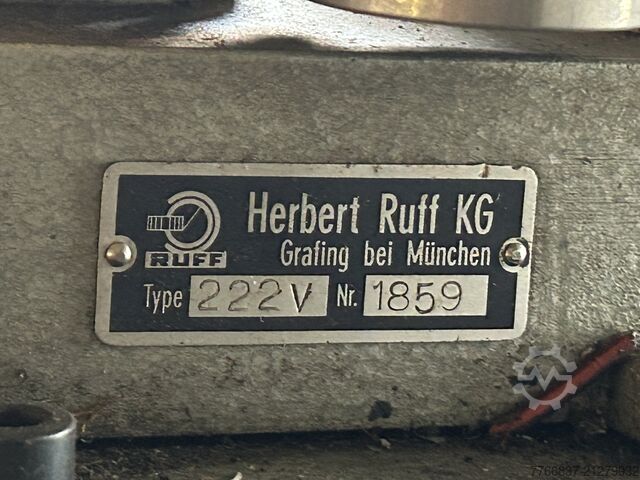 Herbert Ruff KG
RUFF
Grafing bei München
Type 222V Nr. 1859